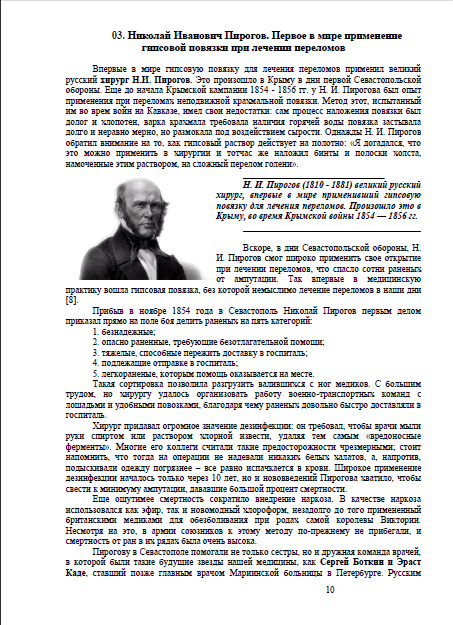 03. Николай Иванович Пирогов. Первое в мире применение
гипсовой повязки при лечении переломов
Впервые в мире гипсовую повязку для лечения переломов применил великий
русский хирург Н.И. Пирогов. Это произошло в Крыму в дни первой Севастопольской
обороны. Еще до начала Крымской кампании 1854 - 1856 гг. у Н. И. Пирогова был опыт
применения при переломах неподвижной крахмальной повязки. Метод этот, испытанный
им во врем войн на Кавказе, имел свои недостатки: сам процесс наложения повязки был
долог и хлопотен, варка крахмала требовала наличия горячей воды повязка застывала
долго и неравно мерно, но размокала под воздействием сырости. Однажды Н. И. Пирогов
обратил внимание на то, как гипсовый раствор действует на полотно: «Я догадался, что
это можно применить в хирургии и тотчас же наложил бинты и полоски холста,
намоченные этим раствором, на сложный перелом голени».
Н. И. Пирогов (1810 - 1881) великий русский
хирург, впервые в мире применивший гипсовую
повязку для лечения переломов. Произошло это в
Крыму, во время Крымской войны 1854 — 1856 гг.
Вскоре, в дни Севастопольской обороны, Н.
И. Пирогов смог широко применить свое открытие
при лечении переломов, что спасло сотни раненых
от ампутации. Так впервые в медицинскую
практику вошла гипсовая повязка, без которой немыслимо лечение переломов в наши дни
[8].
Прибыв в ноябре 1854 года в Севастополь Николай Пирогов первым делом
приказал прямо на поле боя делить раненых на пять категорий:
1. безнадежные;
2. опасно раненные, требующие безотлагательной помощи;
3. тяжелые, способные пережить доставку в госпиталь;
4. подлежащие отправке в госпиталь;
5. легкораненые, которым помощь оказывается на месте.
Такая сортировка позволила разгрузить валившихся с ног медиков. С большим
трудом, но хирургу удалось организовать работу военно-транспортных команд с
лошадьми и удобными повозками, благодаря чему раненых довольно быстро доставляли в
госпиталь.
Хирург придавал огромное значение дезинфекции: он требовал, чтобы врачи мыли
руки спиртом или раствором хлорной извести, удаляя тем самым «вредоносные
ферменты». Многие его коллеги считали такие предосторожности чрезмерными; стоит
напомнить, что тогда на операции не надевали никаких белых халатов, а, напротив,
подыскивали одежду погрязнее – все равно испачкается в крови. Широкое применение
дезинфекции началось только через 10 лет, но и нововведений Пирогова хватило, чтобы
свести к минимуму ампутации, дававшие большой процент смертности.
Еще ощутимее смертность сократило внедрение наркоза. В качестве наркоза
использовался как эфир, так и новомодный хлороформ, незадолго до того примененный
британскими медиками для обезболивания при родах самой королевы Виктории.
Несмотря на это, в армии союзников к этому методу по-прежнему не прибегали, и
смертность от ран в их рядах была очень высока.
Пирогову в Севастополе помогали не только сестры, но и дружная команда врачей,
в которой были такие будущие звезды нашей медицины, как Сергей Боткин и Эраст
Каде, ставший позже главным врачом Мариинской больницы в Петербурге. Русским
10